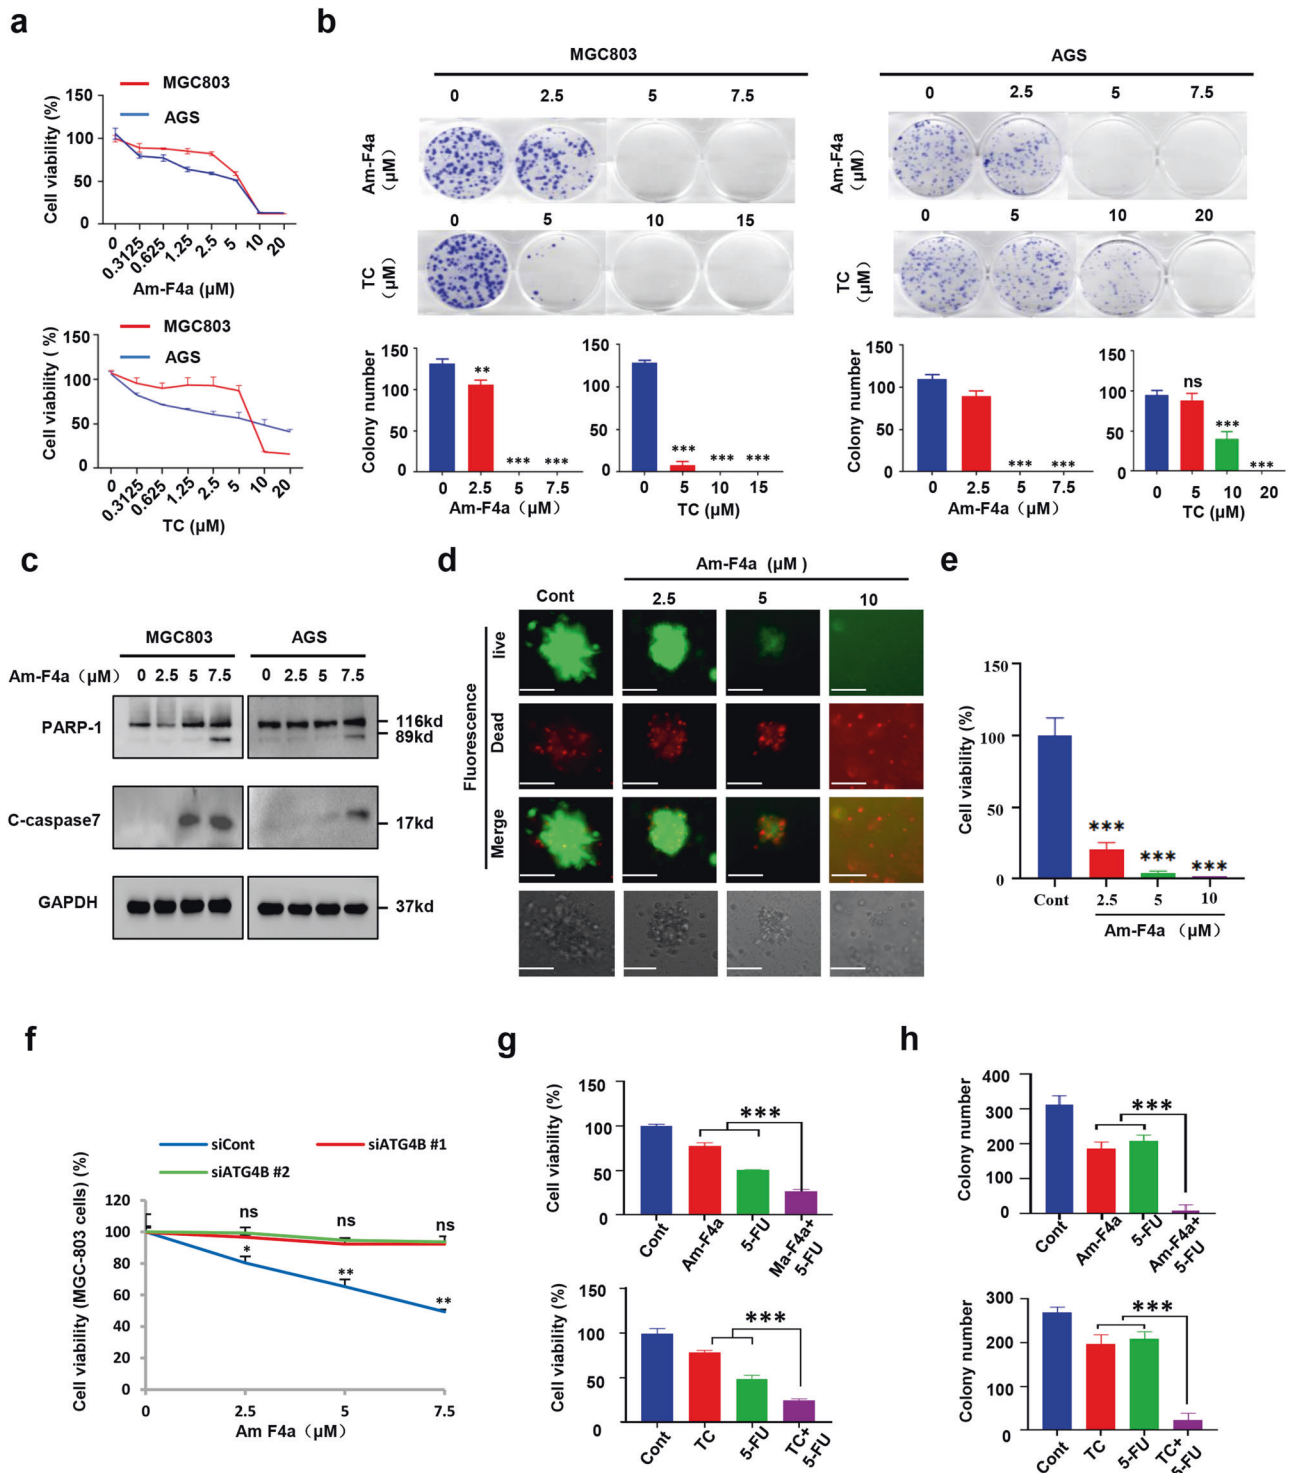 a
MGC803
AGS
Cell viability (%)
150
100
50
0
0 0.3125 0.625 1.25 2.5 5 10 20
Am-F4a (μM)
MGC803
AGS
Cell viability ( %)
150
100
50
0
0 0.3125 0.625 1.25 2.5 5 10 20
TC (μM)
b
MGC803
0 2.5 5 7.5
Am-F4a
(μM)
0 5 10 15
TC
(μM)
AGS
0 2.5 5 7.5
Am-F4a
(μM)
0 5 10 20
TC
(μM)
Colony number
150
100
50
0
** *** ***
0 2.5 5 7.5
Am-F4a (μM)
150
100
50
0
*** *** ***
0 5 10 15
TC (μM)
Colony number
150
100
50
0
*** ***
0 2.5 5 7.5
Am-F4a (μM)
150
100
50
0
ns *** ***
0 5 10 20
TC (μM)
c
MGC803 AGS
Am-F4a (μM) 0 2.5 5 7.5 0 2.5 5 7.5
PARP-1
116kd
89kd
C-caspase7
17kd
GAPDH
37kd
d
Am-F4a (μM )
Cont 2.5 5 10
Fluorescence
live
Dead
Merge
e
Cell viability (%)
150
100
50
0
*** *** ***
Cont 2.5 5 10
Am-F4a (μM)
f
siCont siATG4B #1
siATG4B #2
Cell viability (MGC-803 cells) (%)
120
100
80
60
40
20
0
ns ns ns
* ** **
0 2.5 5 7.5
Am F4a (μM)
g
Cell viability (%)
150
100
50
0
***
Cont Am-F4a 5-FU Ma-F4a+
5-FU
Cell viability (%)
150
100
50
0
***
Cont TC 5-FU TC+
5-FU
h
Colony number
400
300
200
100
0
***
Cont Am-F4a 5-FU Am-F4a+
5-FU
Colony number
300
200
100
0
***
Cont TC 5-FU TC+
5-FU